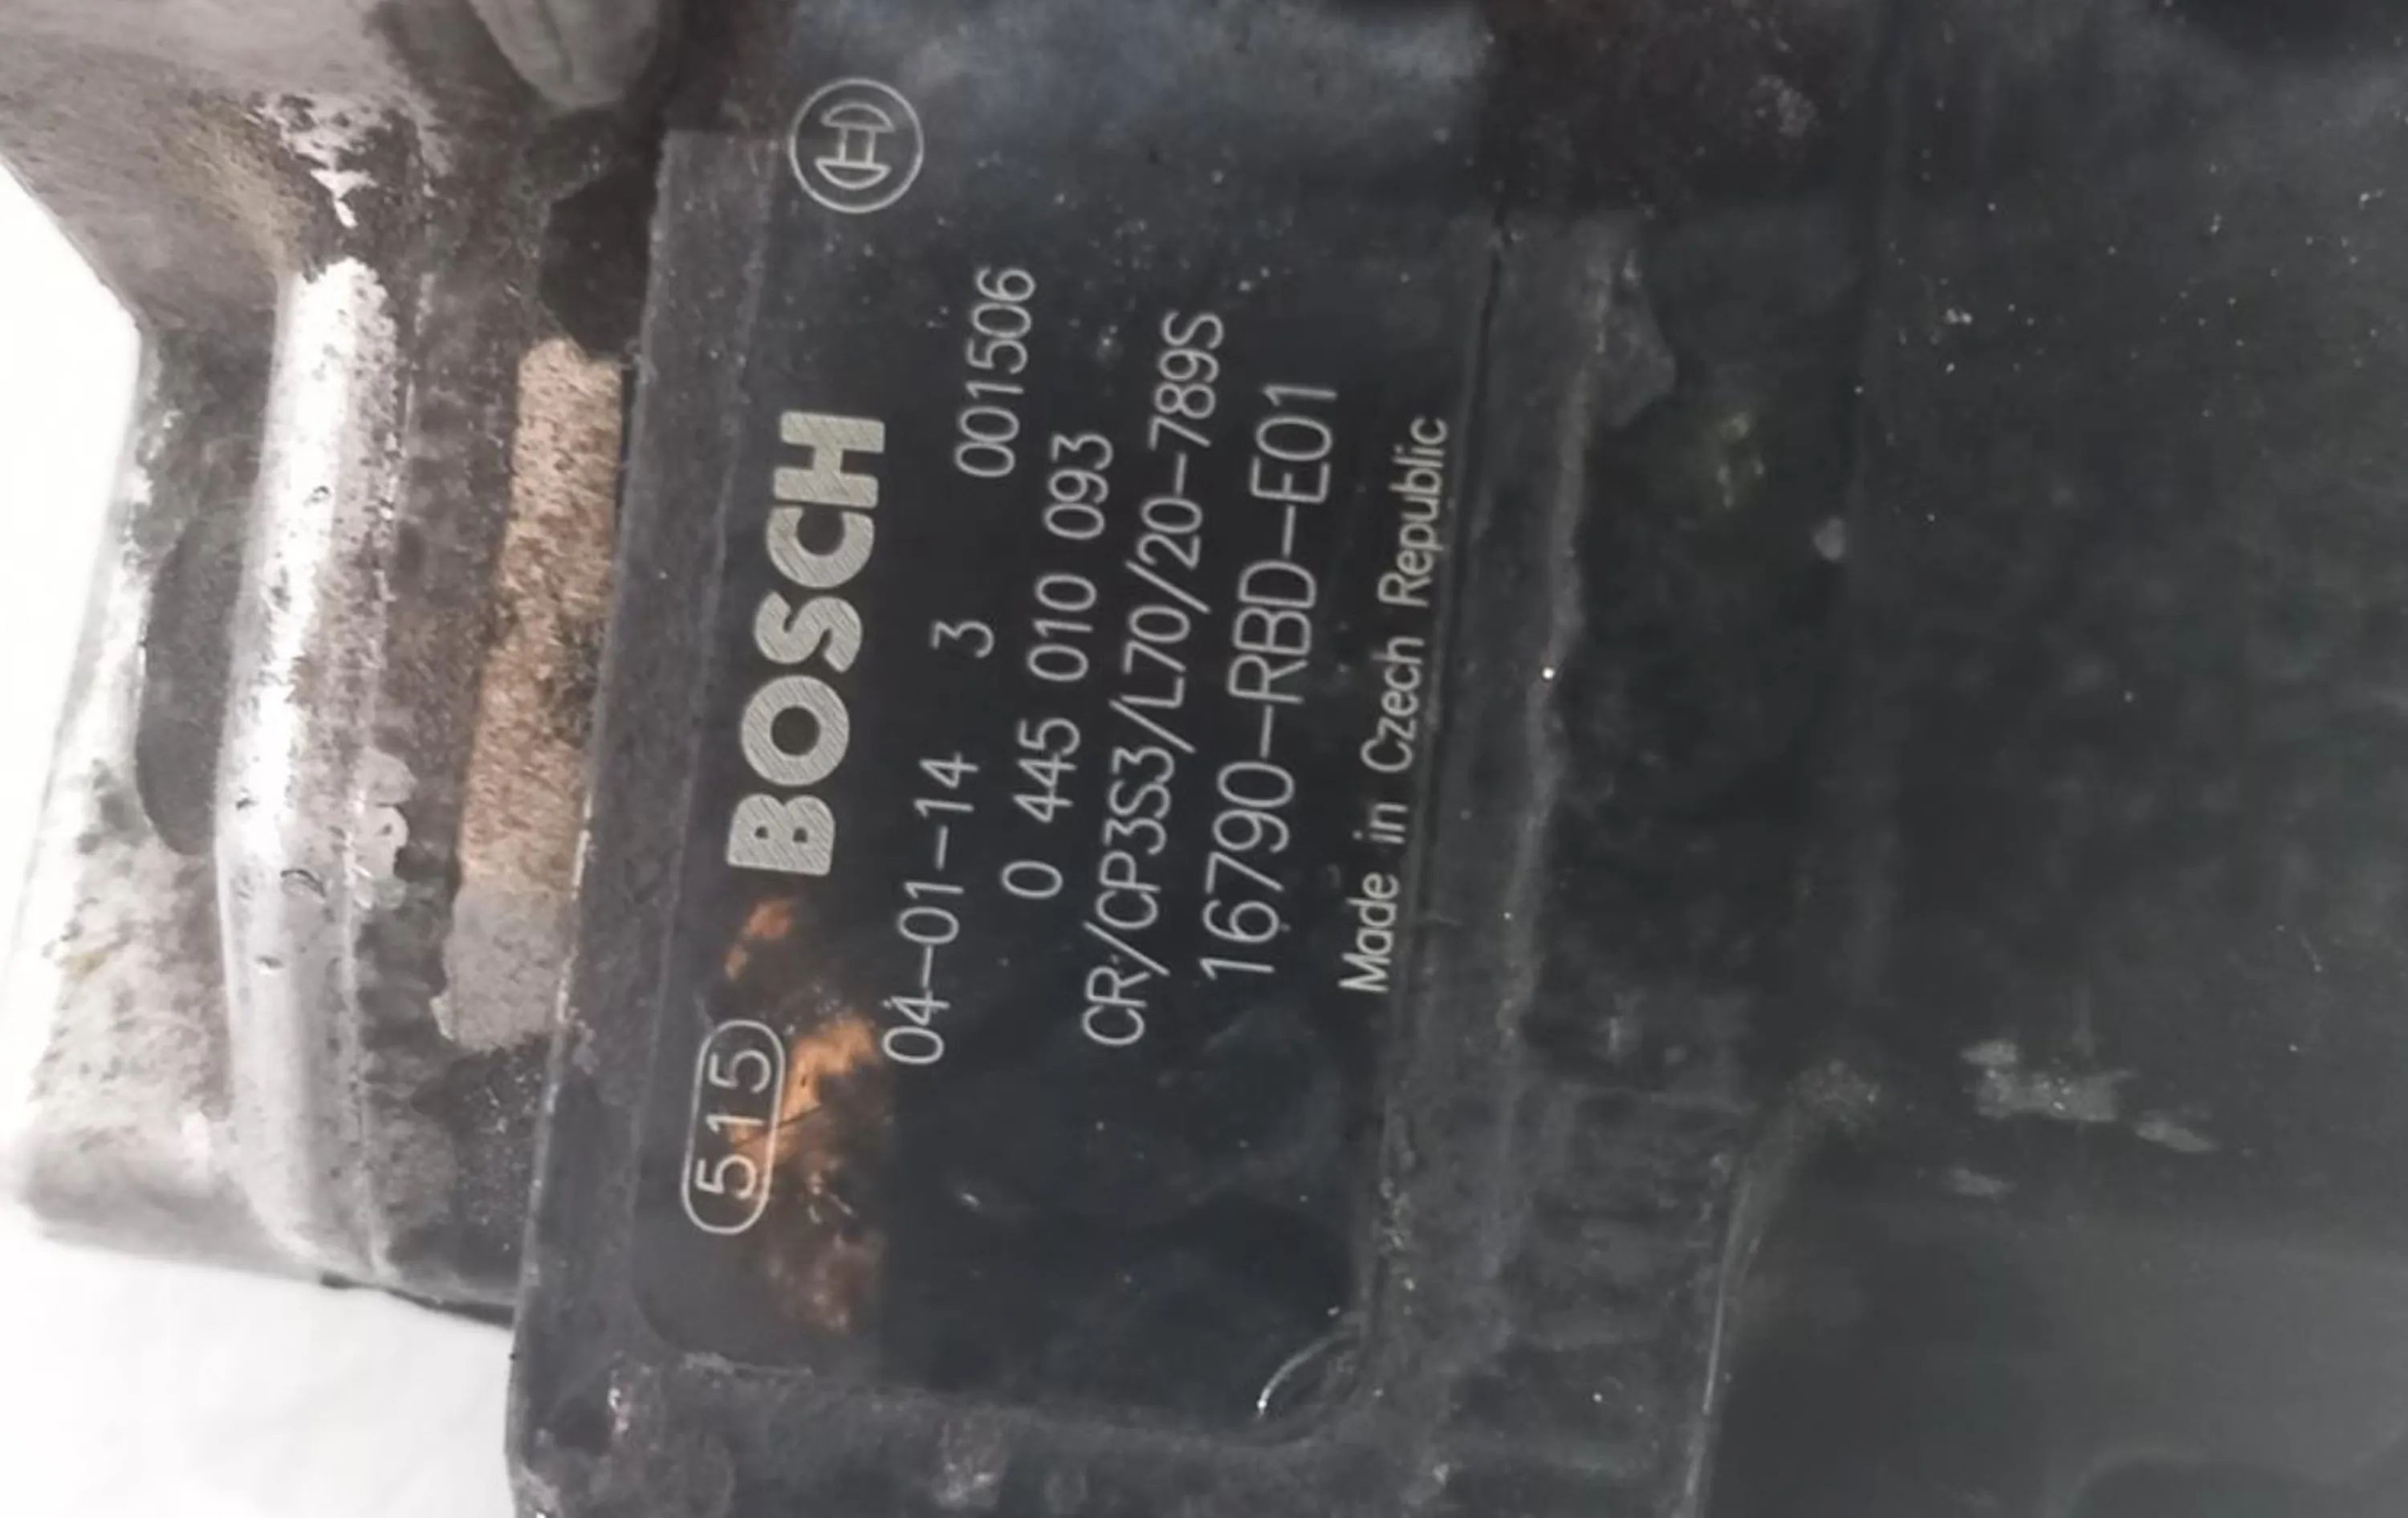 515 BOSCH
04-01-14 3 001506
0 445 010 093
CR/CP3S3/L70/20-789S
16790-RBD-E01
Made in Czech Republic